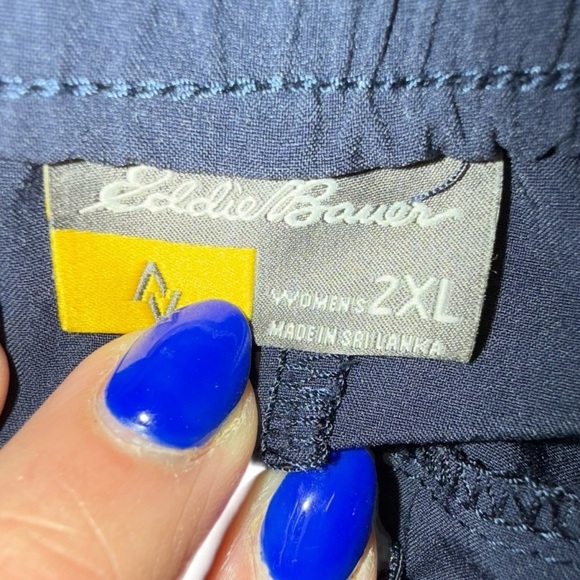 Eddie Bauer
WOMEN'S 2XL
MADE IN SRI LANKA